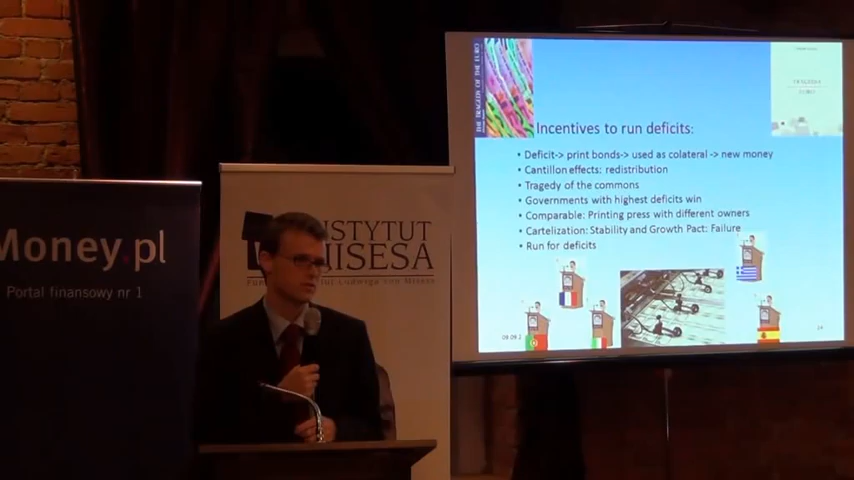 Money.pl
Portal finansowy nr 1
INSTYTUT
MISESA
THE TRAGEDY OF THE EURO
Incentives to run deficits:
• Deficit-> print bonds-> used as colateral -> new money
• Cantillon effects: redistribution
• Tragedy of the commons
• Governments with highest deficits win
• Comparable: Printing press with different owners
• Cartelization: Stability and Growth Pact: Failure
• Run for deficits